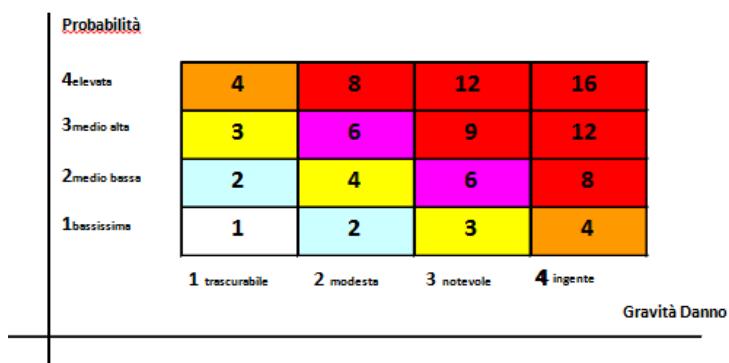 Probabilità
4elevata 4 8 12 16
3medio alta 3 6 9 12
2medio bassa 2 4 6 8
1bassissima 1 2 3 4
1 trascurabile 2 modesta 3 notevole 4 ingente
Gravità Danno